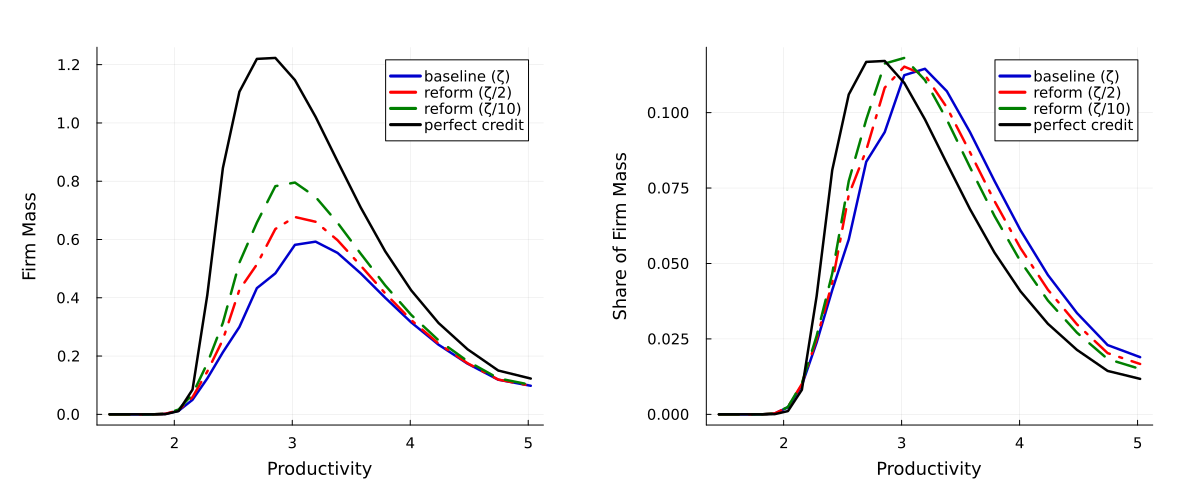 Firm Mass
1.2
1.0
0.8
0.6
0.4
0.2
0.0
2
3
4
5
Productivity
baseline (ζ)
reform (ζ/2)
reform (ζ/10)
perfect credit
Share of Firm Mass
0.100
0.075
0.050
0.025
0.000
2
3
4
5
Productivity
baseline (ζ)
reform (ζ/2)
reform (ζ/10)
perfect credit